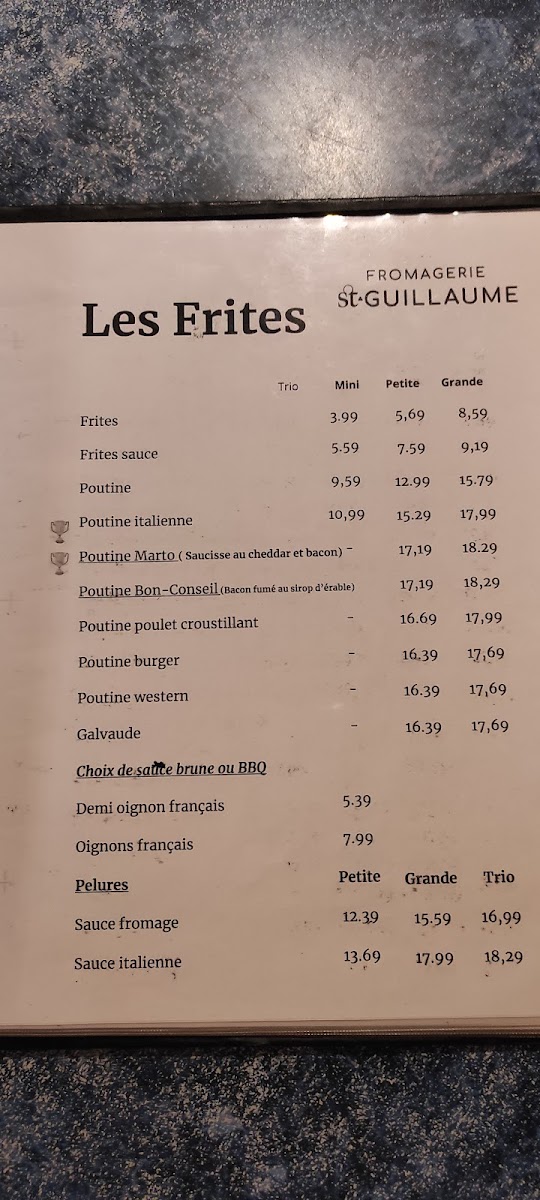 FROMAGERIE
St-GUILLAUME
Les Frites
Trio Mini Petite Grande
Frites 3.99 5,69 8,59
Frites sauce 5.59 7.59 9,19
Poutine 9,59 12.99 15.79
Poutine italienne 10,99 15.29 17,99
Poutine Marto ( Saucisse au cheddar et bacon) - 17,19 18.29
Poutine Bon-Conseil (Bacon fumé au sirop d'érable) 17,19 18,29
Poutine poulet croustillant - 16.69 17,99
Poutine burger - 16.39 17,69
Poutine western - 16.39 17,69
Galvaude - 16.39 17,69
Choix de sauce brune ou BBQ
Demi oignon français 5.39
Oignons français 7.99
Pelures Petite Grande Trio
Sauce fromage 12.39 15.59 16,99
Sauce italienne 13.69 17.99 18,29